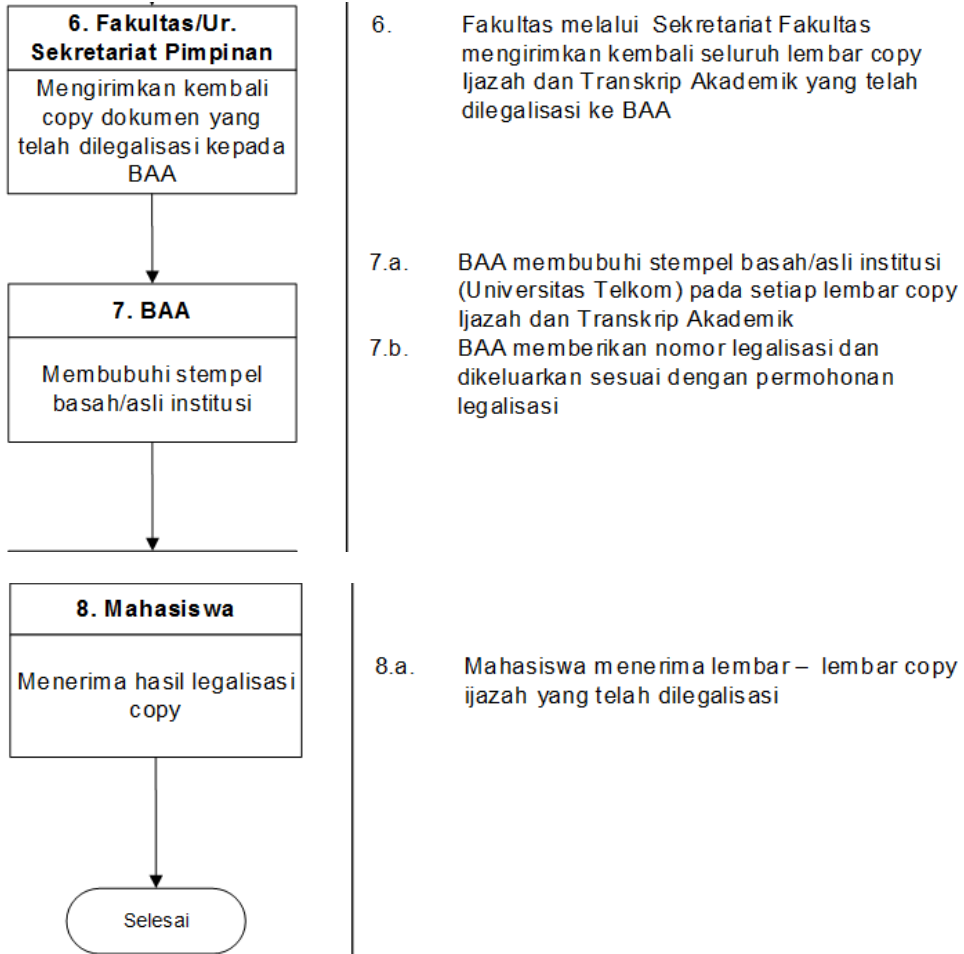 6. Fakultas/Ur.
Sekretariat Pimpinan
Mengirimkan kembali
copy dokumen yang
telah dilegalisasi kepada
BAA
6. Fakultas melalui Sekretariat Fakultas
mengirimkan kembali seluruh lembar copy
Ijazah dan Transkrip Akademik yang telah
dilegalisasi ke BAA
7. BAA
Membubuhi stempel
basah/asli institusi
7.a. BAA membubuhi stempel basah/asli institusi
(Universitas Telkom) pada setiap lembar copy
Ijazah dan Transkrip Akademik
7.b. BAA memberikan nomor legalisasi dan
dikeluarkan sesuai dengan permohonan
legalisasi
8. Mahasiswa
Menerima hasil legalisasi
copy
8.a. Mahasiswa menerima lembar – lembar copy
ijazah yang telah dilegalisasi
Selesai